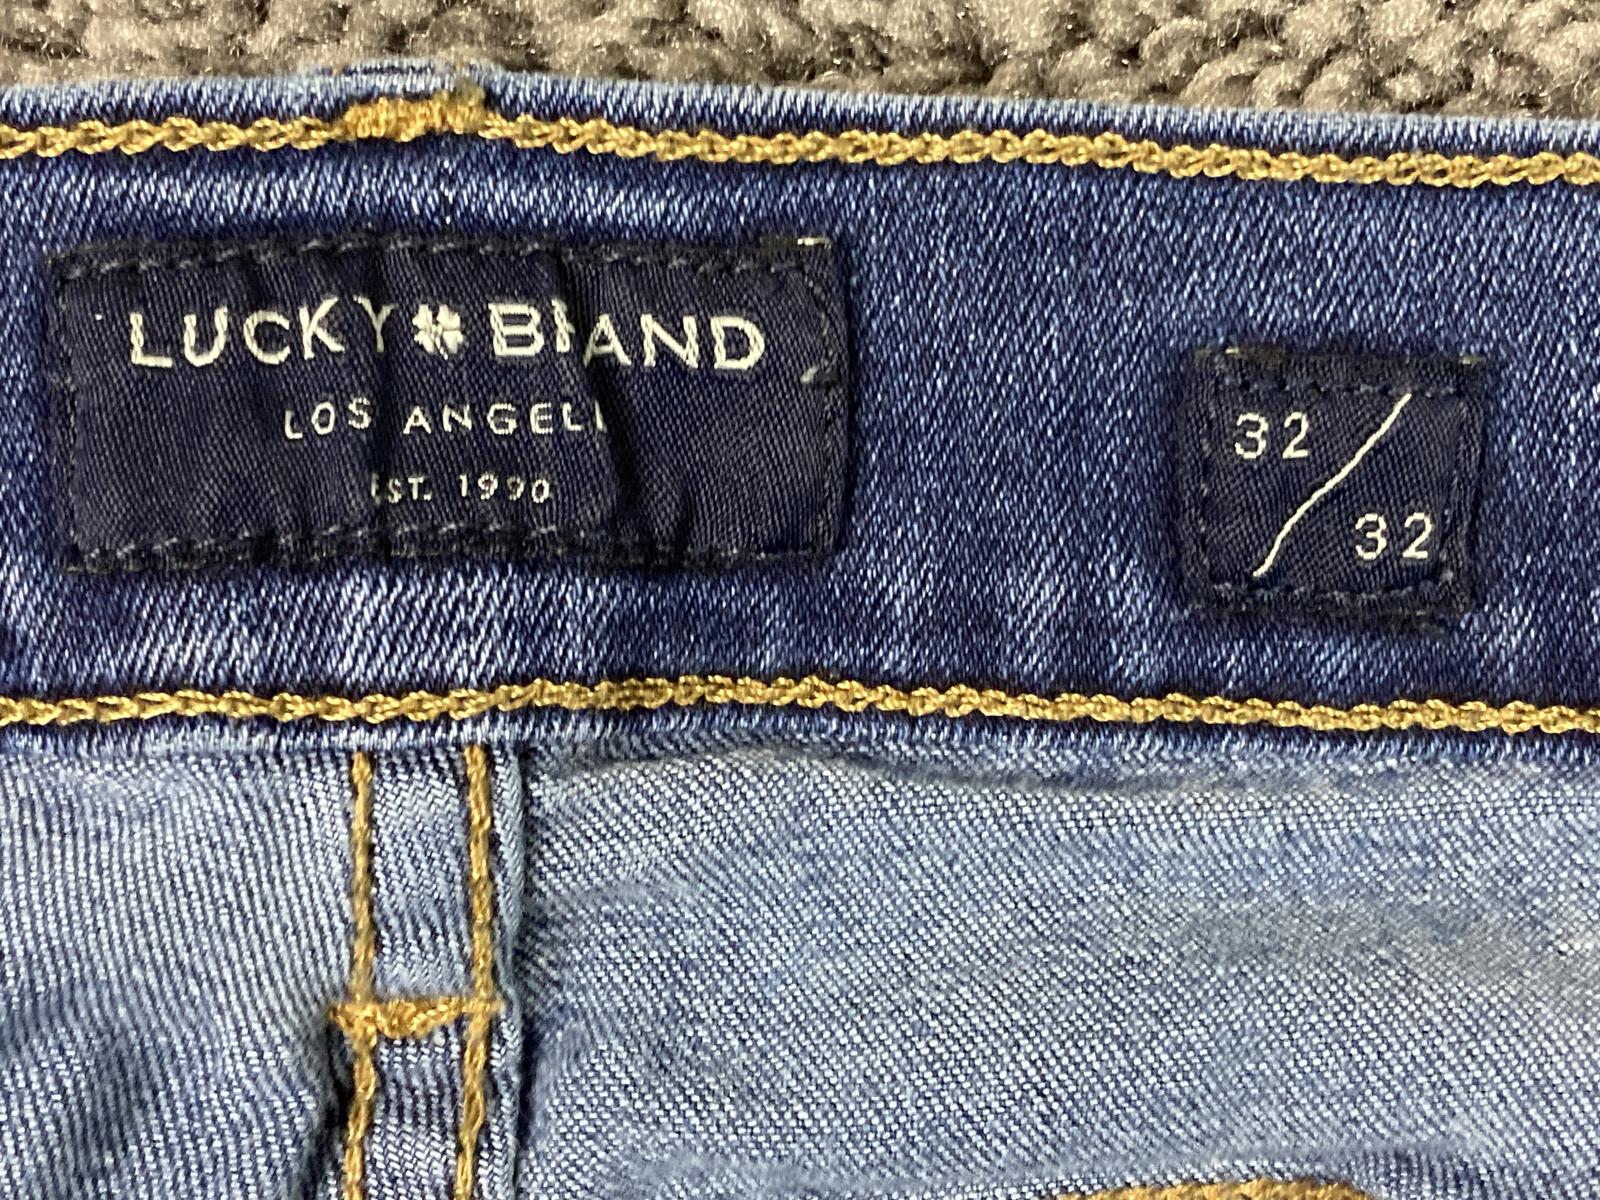 LUCKY BRAND
LOS ANGEL
EST. 1990
32
32